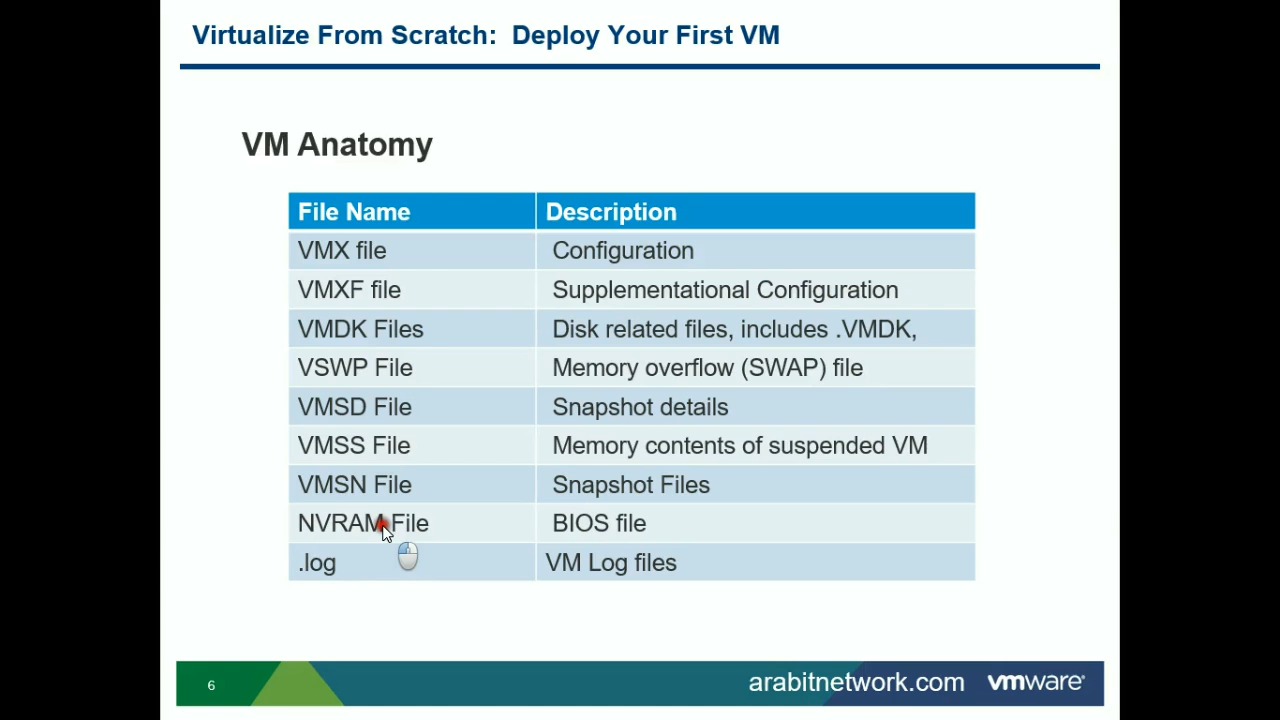 Virtualize From Scratch: Deploy Your First VM
VM Anatomy
File Name Description
VMX file Configuration
VMXF file Supplementational Configuration
VMDK Files Disk related files, includes .VMDK,
VSWP File Memory overflow (SWAP) file
VMSD File Snapshot details
VMSS File Memory contents of suspended VM
VMSN File Snapshot Files
NVRAM File BIOS file
.log VM Log files
6 arabitnetwork.com vmware